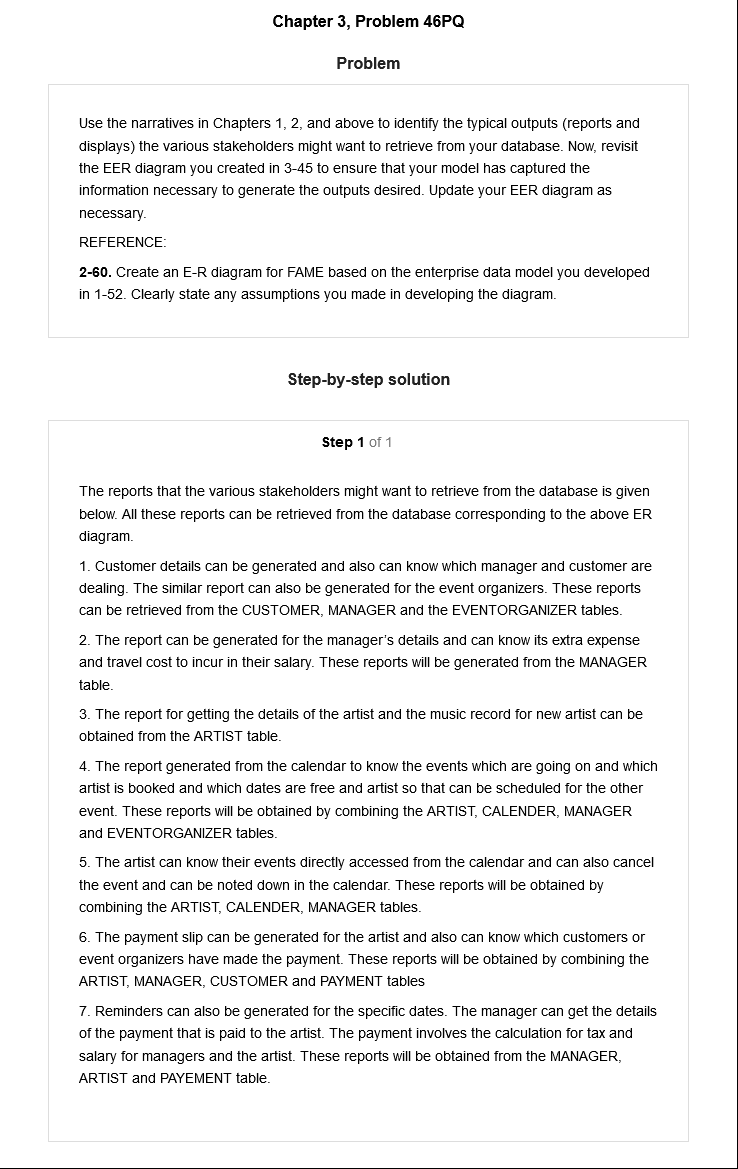 Chapter 3, Problem 46PQ
Problem
Use the narratives in Chapters 1, 2, and above to identify the typical outputs (reports and
displays) the various stakeholders might want to retrieve from your database. Now, revisit
the EER diagram you created in 3-45 to ensure that your model has captured the
information necessary to generate the outputs desired. Update your EER diagram as
necessary.
REFERENCE:
2-60. Create an E-R diagram for FAME based on the enterprise data model you developed
in 1-52. Clearly state any assumptions you made in developing the diagram.
Step-by-step solution
Step 1 of 1
The reports that the various stakeholders might want to retrieve from the database is given
below. All these reports can be retrieved from the database corresponding to the above ER
diagram.
1. Customer details can be generated and also can know which manager and customer are
dealing. The similar report can also be generated for the event organizers. These reports
can be retrieved from the CUSTOMER, MANAGER and the EVENTORGANIZER tables.
2. The report can be generated for the manager’s details and can know its extra expense
and travel cost to incur in their salary. These reports will be generated from the MANAGER
table.
3. The report for getting the details of the artist and the music record for new artist can be
obtained from the ARTIST table.
4. The report generated from the calendar to know the events which are going on and which
artist is booked and which dates are free and artist so that can be scheduled for the other
event. These reports will be obtained by combining the ARTIST, CALENDER, MANAGER
and EVENTORGANIZER tables.
5. The artist can know their events directly accessed from the calendar and can also cancel
the event and can be noted down in the calendar. These reports will be obtained by
combining the ARTIST, CALENDER, MANAGER tables.
6. The payment slip can be generated for the artist and also can know which customers or
event organizers have made the payment. These reports will be obtained by combining the
ARTIST, MANAGER, CUSTOMER and PAYMENT tables
7. Reminders can also be generated for the specific dates. The manager can get the details
of the payment that is paid to the artist. The payment involves the calculation for tax and
salary for managers and the artist. These reports will be obtained from the MANAGER,
ARTIST and PAYEMENT table.